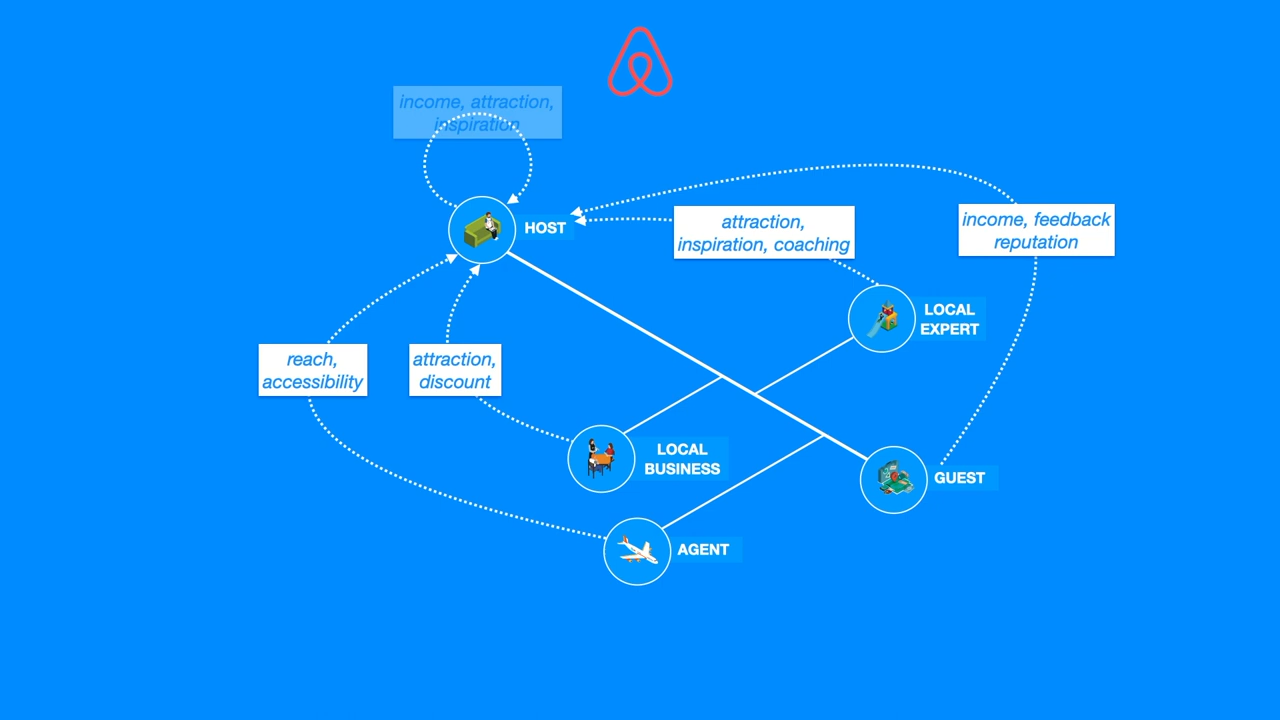 income, attraction,
inspiration
HOST
attraction,
inspiration, coaching
income, feedback
reputation
LOCAL
EXPERT
reach,
accessibility
attraction,
discount
LOCAL
BUSINESS
GUEST
AGENT